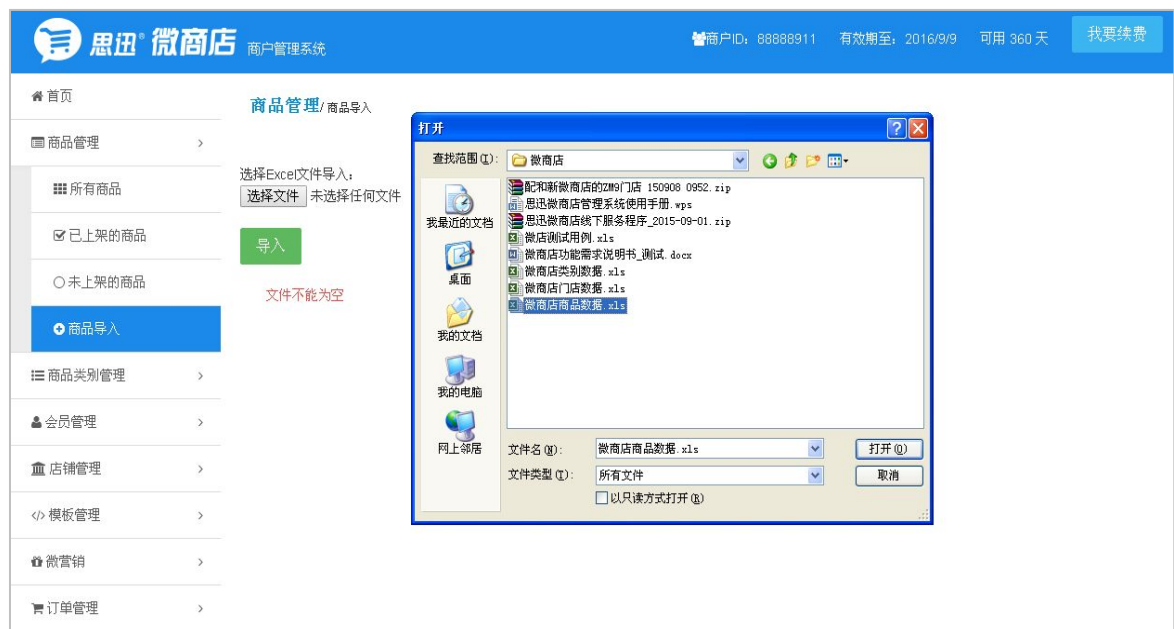 思迅® 微商店 商户管理系统
商户ID：88888911 有效期至：2016/9/9 可用 360 天 我要续费
首页
商品管理
所有商品
已上架的商品
未上架的商品
商品导入
商品类别管理
会员管理
店铺管理
模板管理
微营销
订单管理
商品管理/商品导入
选择Excel文件导入：
选择文件 未选择任何文件
导入
文件不能为空
打开
查找范围(I)： 微商店
我最近的文档
桌面
我的文档
我的电脑
网上邻居
配和新微商店的ZM9门店 150908 0952.zip
思迅微商店管理系统使用手册.wps
思迅微商店线下服务程序_2015-09-01.zip
微店测试用例.xls
微商店功能需求说明书_测试.docx
微商店类别数据.xls
微商店门店数据.xls
微商店商品数据.xls
文件名(N)： 微商店商品数据.xls 打开(O)
文件类型(T)： 所有文件 取消
以只读方式打开(R)